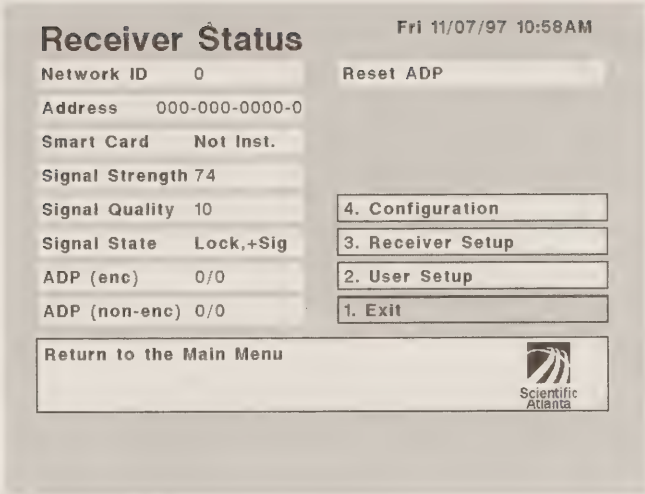 Receiver Status
Fri 11/07/97 10:58AM
Network ID 0
Address 000-000-0000-0
Smart Card Not Inst.
Signal Strength 74
Signal Quality 10
Signal State Lock,+Sig
ADP (enc) 0/0
ADP (non-enc) 0/0
Reset ADP
4. Configuration
3. Receiver Setup
2. User Setup
1. Exit
Return to the Main Menu
Scientific
Atlanta